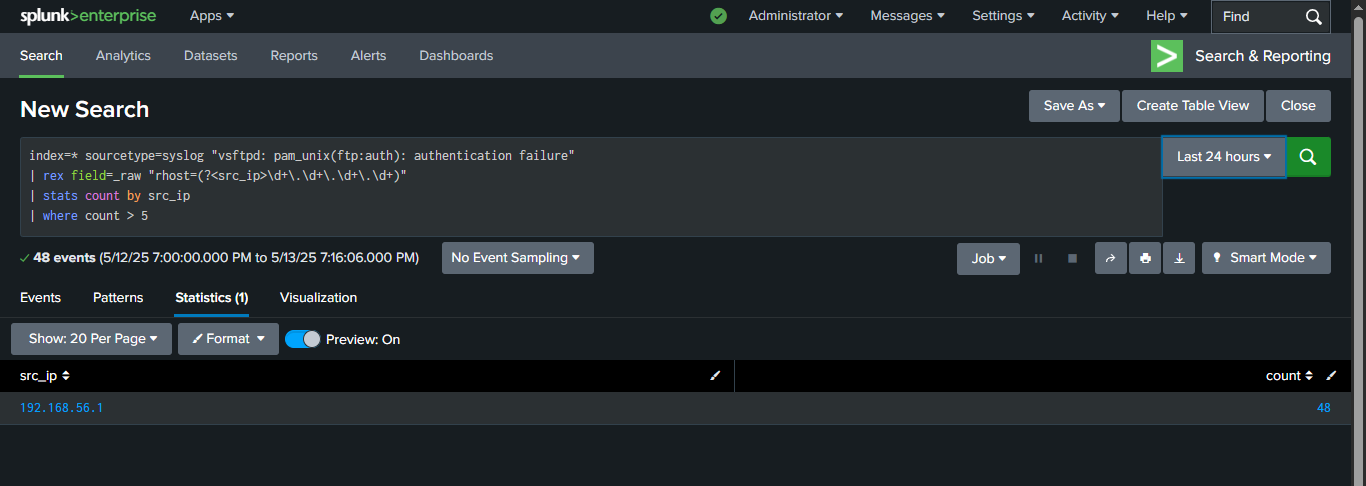 splunk>enterprise Apps Administrator Messages Settings Activity Help Find
Search Analytics Datasets Reports Alerts Dashboards > Search & Reporting
New Search Save As Create Table View Close
index=* sourcetype=syslog "vsftpd: pam_unix(ftp:auth): authentication failure"
| rex field=_raw "rhost=(?<src_ip>\d+\.\d+\.\d+\.\d+)"
| stats count by src_ip
| where count > 5
Last 24 hours
48 events (5/12/25 7:00:00.000 PM to 5/13/25 7:16:06.000 PM) No Event Sampling Job Smart Mode
Events Patterns Statistics (1) Visualization
Show: 20 Per Page Format Preview: On
src_ip count
192.168.56.1 48